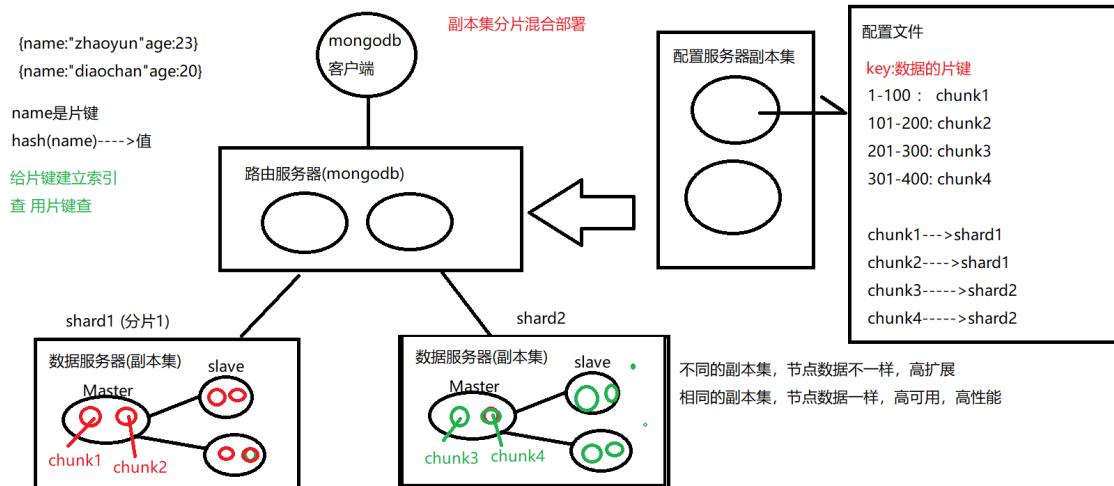 副本集分片混合部署
{name:"zhaoyun"age:23}
{name:"diaochan"age:20}
name是片键
hash(name)---->值
给片键建立索引
查 用片键查
mongodb
客户端
路由服务器(mongodb)
配置服务器副本集
配置文件
key:数据的片键
1-100 : chunk1
101-200: chunk2
201-300: chunk3
301-400: chunk4
chunk1--->shard1
chunk2---->shard1
chunk3----->shard2
chunk4----->shard2
shard1 (分片1)
数据服务器(副本集)
slave
Master
chunk1
chunk2
shard2
数据服务器(副本集)
slave
Master
chunk3
chunk4
不同的副本集，节点数据不一样，高扩展
相同的副本集，节点数据一样，高可用，高性能